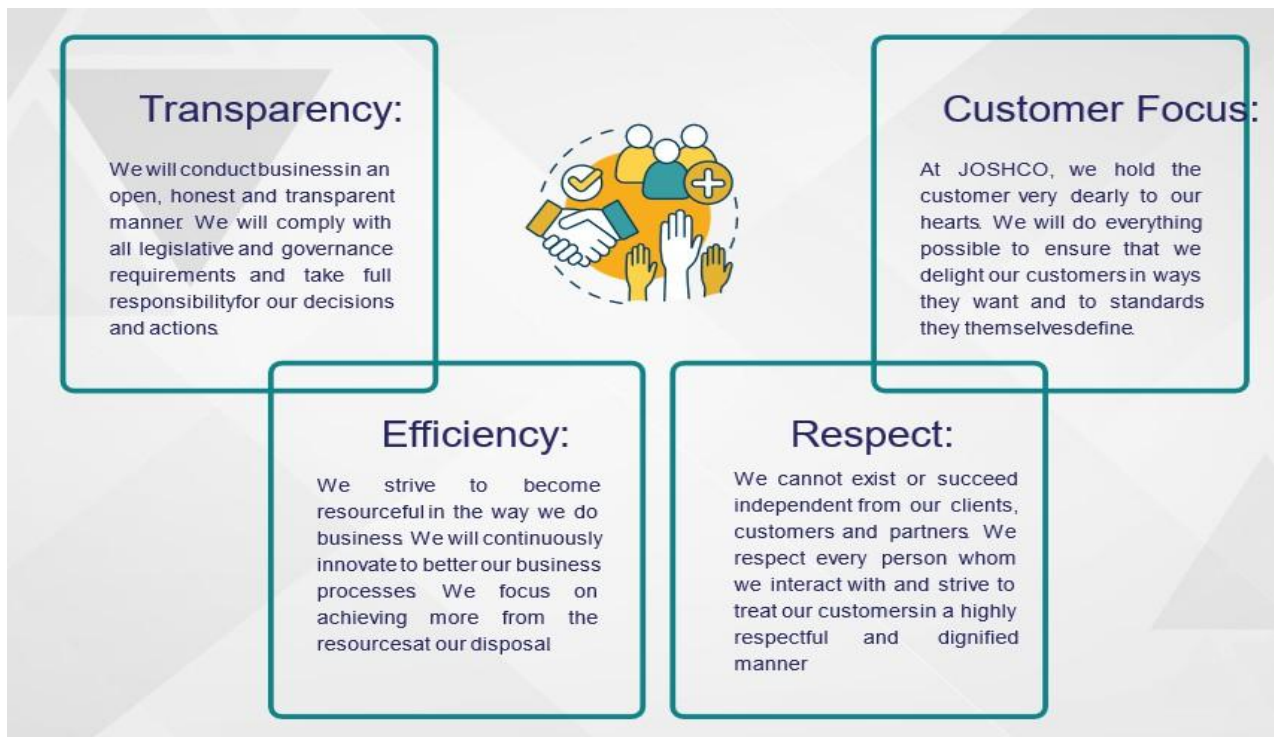 Transparency:
We will conduct business in an
open, honest and transparent
manner. We will comply with
all legislative and governance
requirements and take full
responsibility for our decisions
and actions.
Customer Focus:
At JOSHCO, we hold the
customer very dearly to our
hearts. We will do everything
possible to ensure that we
delight our customers in ways
they want and to standards
they themselves define.
Efficiency:
We strive to become
resourceful in the way we do
business. We will continuously
innovate to better our business
processes. We focus on
achieving more from the
resources at our disposal
Respect:
We cannot exist or succeed
independent from our clients,
customers and partners. We
respect every person whom
we interact with and strive to
treat our customers in a highly
respectful and dignified
manner